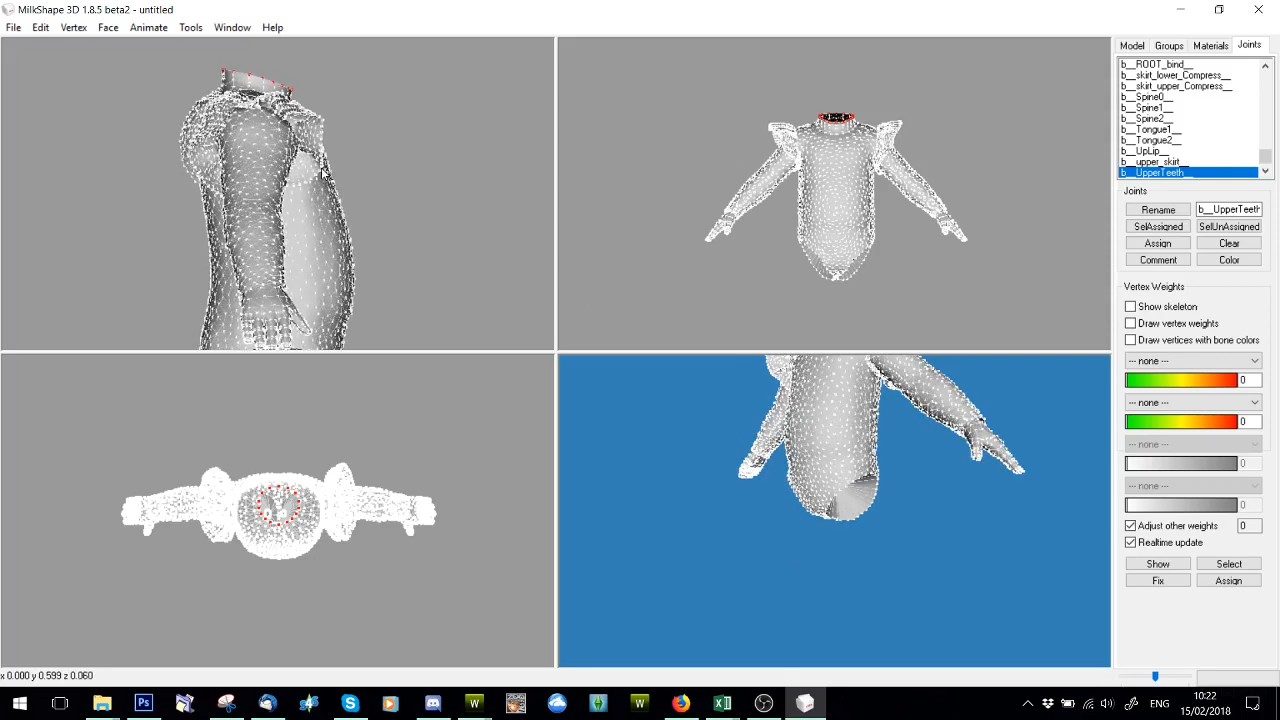 MilkShape 3D 1.8.5 beta2 - untitled
File Edit Vertex Face Animate Tools Window Help
Model Groups Materials Joints
b__ROOT_bind__
b__skirt_lower_Compress__
b__skirt_upper_Compress__
b__Spine0__
b__Spine1__
b__Spine2__
b__Tongue1__
b__Tongue2__
b__UpLip__
b__upper_skirt__
b__UpperTeeth__
Joints
Rename b__UpperTeeth
SelAssigned SelUnAssigned
Assign Clear
Comment Color
Vertex Weights
Show skeleton
Draw vertex weights
Draw vertices with bone colors
--- none ---
0
--- none ---
0
--- none ---
0
--- none ---
0
Adjust other weights 0
Realtime update
Show Select
Fix Assign
x 0.000 y 0.599 z 0.060
Ps W W ENG 10:22
15/02/2018